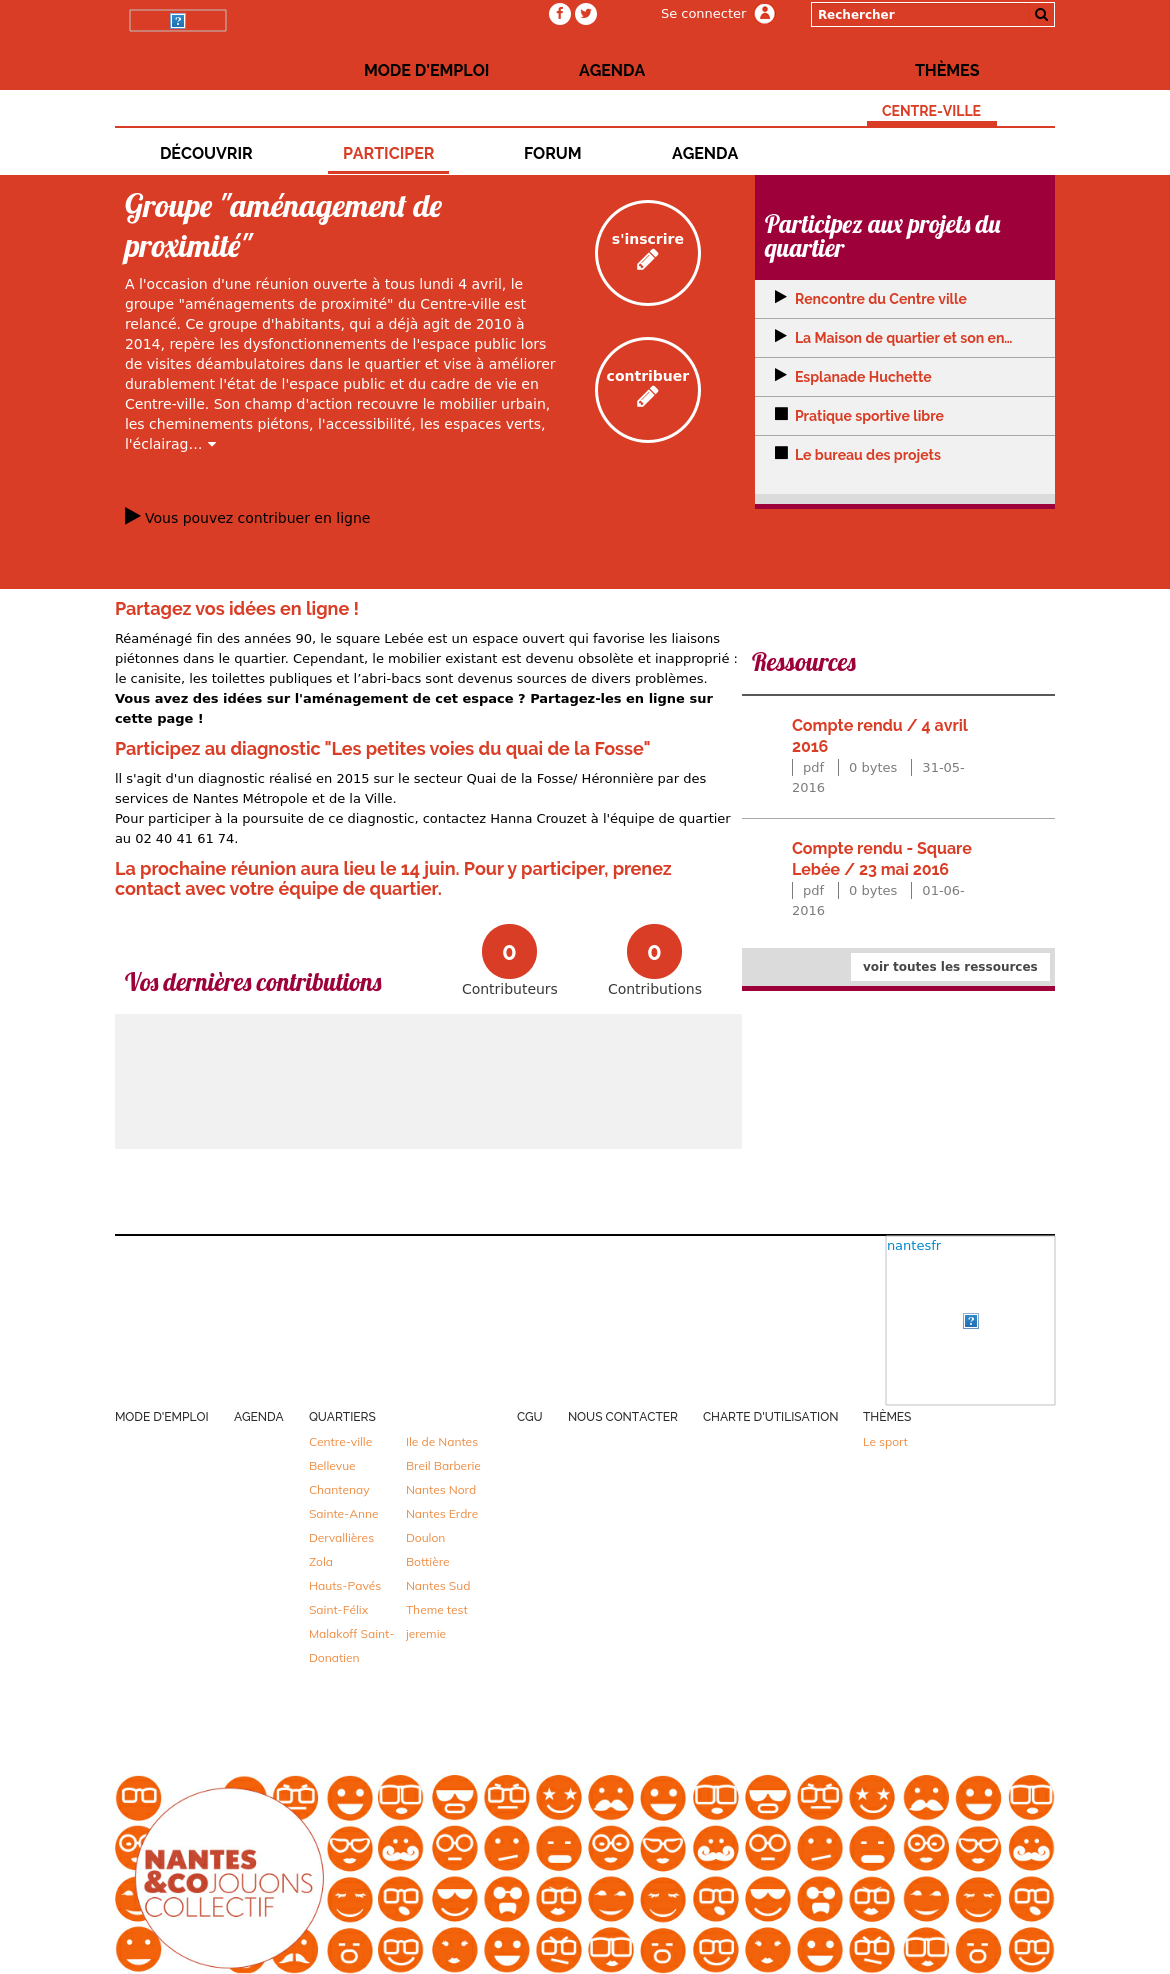 Se connecter
Rechercher
MODE D'EMPLOI
AGENDA
THÈMES
CENTRE-VILLE
DÉCOUVRIR
PARTICIPER
FORUM
AGENDA
Groupe "aménagement de
proximité"
A l'occasion d'une réunion ouverte à tous lundi 4 avril, le
groupe "aménagements de proximité" du Centre-ville est
relancé. Ce groupe d'habitants, qui a déjà agit de 2010 à
2014, repère les dysfonctionnements de l'espace public lors
de visites déambulatoires dans le quartier et vise à améliorer
durablement l'état de l'espace public et du cadre de vie en
Centre-ville. Son champ d'action recouvre le mobilier urbain,
les cheminements piétons, l'accessibilité, les espaces verts,
l'éclairag...
Vous pouvez contribuer en ligne
s'inscrire
contribuer
Participez aux projets du
quartier
Rencontre du Centre ville
La Maison de quartier et son en...
Esplanade Huchette
Pratique sportive libre
Le bureau des projets
Partagez vos idées en ligne !
Réaménagé fin des années 90, le square Lebée est un espace ouvert qui favorise les liaisons
piétonnes dans le quartier. Cependant, le mobilier existant est devenu obsolète et inapproprié :
le canisite, les toilettes publiques et l’abri-bacs sont devenus sources de divers problèmes.
Vous avez des idées sur l'aménagement de cet espace ? Partagez-les en ligne sur
cette page !
Participez au diagnostic "Les petites voies du quai de la Fosse"
ll s'agit d'un diagnostic réalisé en 2015 sur le secteur Quai de la Fosse/ Héronnière par des
services de Nantes Métropole et de la Ville.
Pour participer à la poursuite de ce diagnostic, contactez Hanna Crouzet à l'équipe de quartier
au 02 40 41 61 74.
La prochaine réunion aura lieu le 14 juin. Pour y participer, prenez
contact avec votre équipe de quartier.
Vos dernières contributions
0
Contributeurs
0
Contributions
Ressources
Compte rendu / 4 avril
2016
pdf 0 bytes 31-05-
2016
Compte rendu - Square
Lebée / 23 mai 2016
pdf 0 bytes 01-06-
2016
voir toutes les ressources
nantesfr
MODE D'EMPLOI
AGENDA
QUARTIERS
Centre-ville
Bellevue
Chantenay
Sainte-Anne
Dervallières
Zola
Hauts-Pavés
Saint-Félix
Malakoff Saint-
Donatien
Ile de Nantes
Breil Barberie
Nantes Nord
Nantes Erdre
Doulon
Bottière
Nantes Sud
Theme test
jeremie
CGU
NOUS CONTACTER
CHARTE D'UTILISATION
THÈMES
Le sport
NANTES
&COJOUONS
COLLECTIF